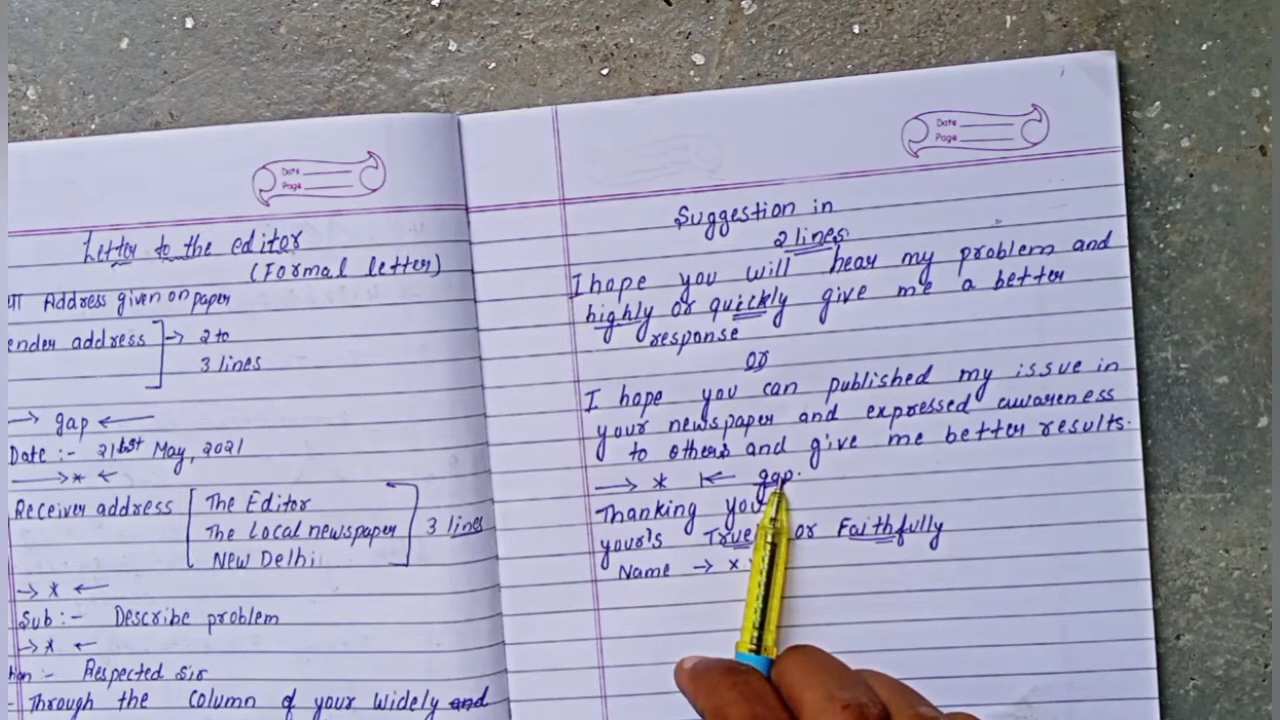 Date
Page
Letter to the editor
(Formal letter)
Address given on paper
ender address ] → 2 to
3 lines
→ gap ←
Date :- 21st May, 2021
→ * ←
Receiver address [ The Editor
The Local newspaper
New Delhi ] 3 lines
→ * ←
Sub :- Describe problem
→ * ←
tion :- Respected Sir
- Through the column of your widely and
Date
Page
Suggestion in
2 lines.
I hope you will hear my problem and
highly or quickly give me a better
response
or
I hope you can published my issue in
your newspaper and expressed awareness
to others and give me better results.
→ * ← gap.
Thanking you
your's True or Faithfully
Name → x